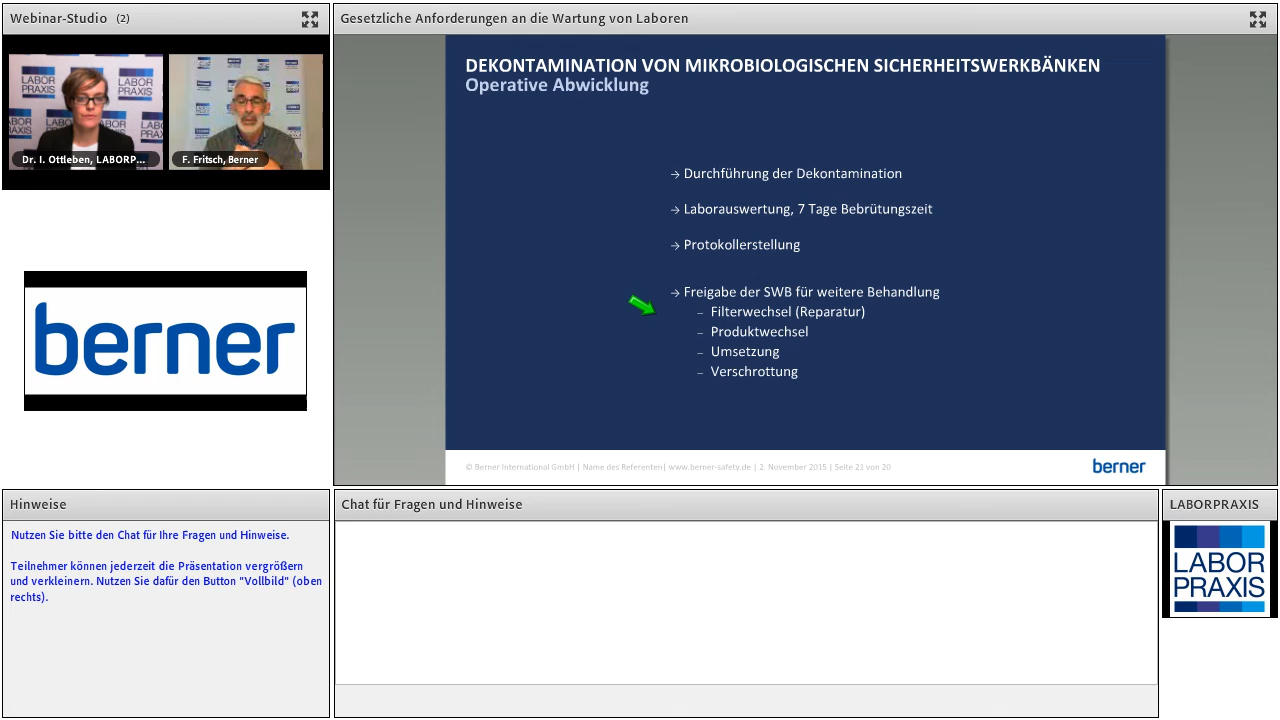 Webinar-Studio (2)
LABOR
PRAXIS
Dr. I. Ottleben, LABORP...
F. Fritsch, Berner
berner
Gesetzliche Anforderungen an die Wartung von Laboren
DEKONTAMINATION VON MIKROBIOLOGISCHEN SICHERHEITSWERKBÄNKEN
Operative Abwicklung
→ Durchführung der Dekontamination
→ Laborauswertung, 7 Tage Bebrütungszeit
→ Protokollerstellung
→ Freigabe der SWB für weitere Behandlung
– Filterwechsel (Reparatur)
– Produktwechsel
– Umsetzung
– Verschrottung
© Berner International GmbH | Name des Referenten| www.berner-safety.de | 2. November 2015 | Seite 21 von 20
berner
Hinweise
Nutzen Sie bitte den Chat für Ihre Fragen und Hinweise.
Teilnehmer können jederzeit die Präsentation vergrößern
und verkleinern. Nutzen Sie dafür den Button "Vollbild" (oben
rechts).
Chat für Fragen und Hinweise
LABORPRAXIS
LABOR
PRAXIS